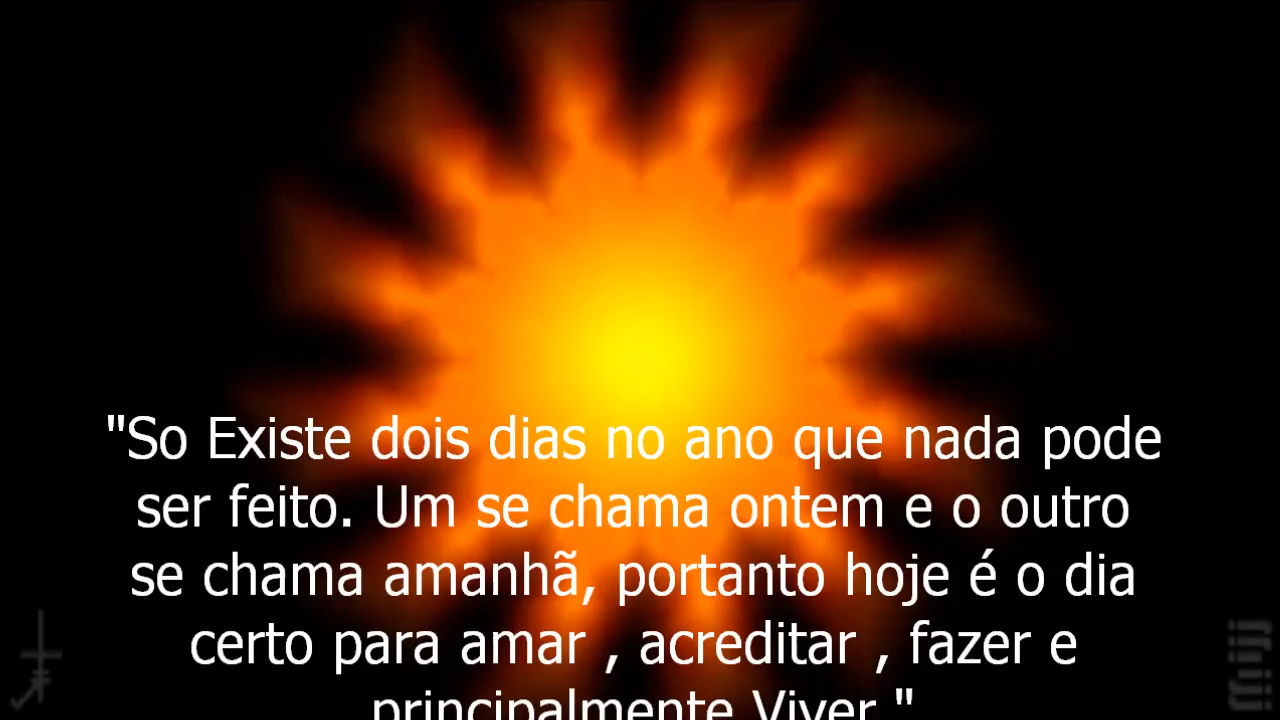 "So Existe dois dias no ano que nada pode
ser feito. Um se chama ontem e o outro
se chama amanhã, portanto hoje é o dia
certo para amar , acreditar , fazer e
principalmente Viver."